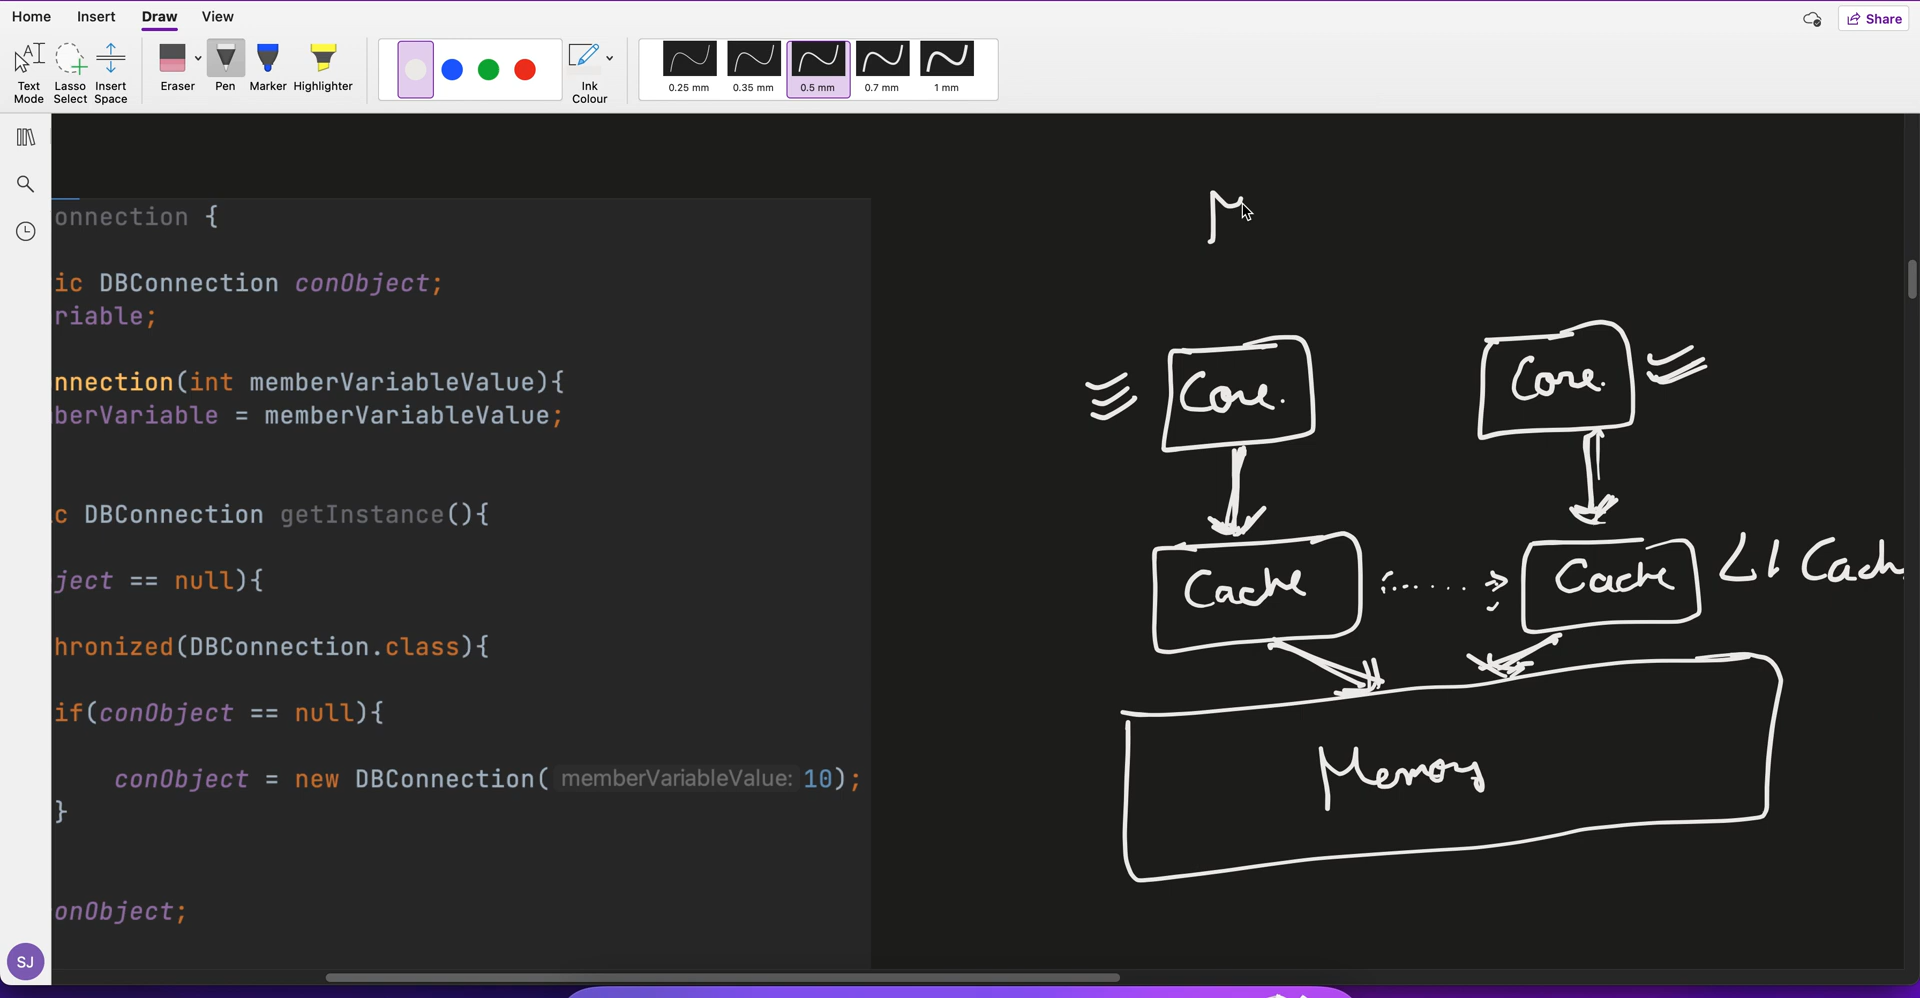 Home Insert Draw View
Share
Text Mode
Lasso Select
Insert Space
Eraser
Pen
Marker
Highlighter
Ink Colour
0.25 mm
0.35 mm
0.5 mm
0.7 mm
1 mm
onnection {
ic DBConnection conObject;
riable;
nnection(int memberVariableValue){
berVariable = memberVariableValue;
c DBConnection getInstance(){
ject == null){
hronized(DBConnection.class){
if(conObject == null){
conObject = new DBConnection( memberVariableValue: 10);
}
onObject;
Core.
Core.
Cache
Cache
L1 Cach
Memory
SJ